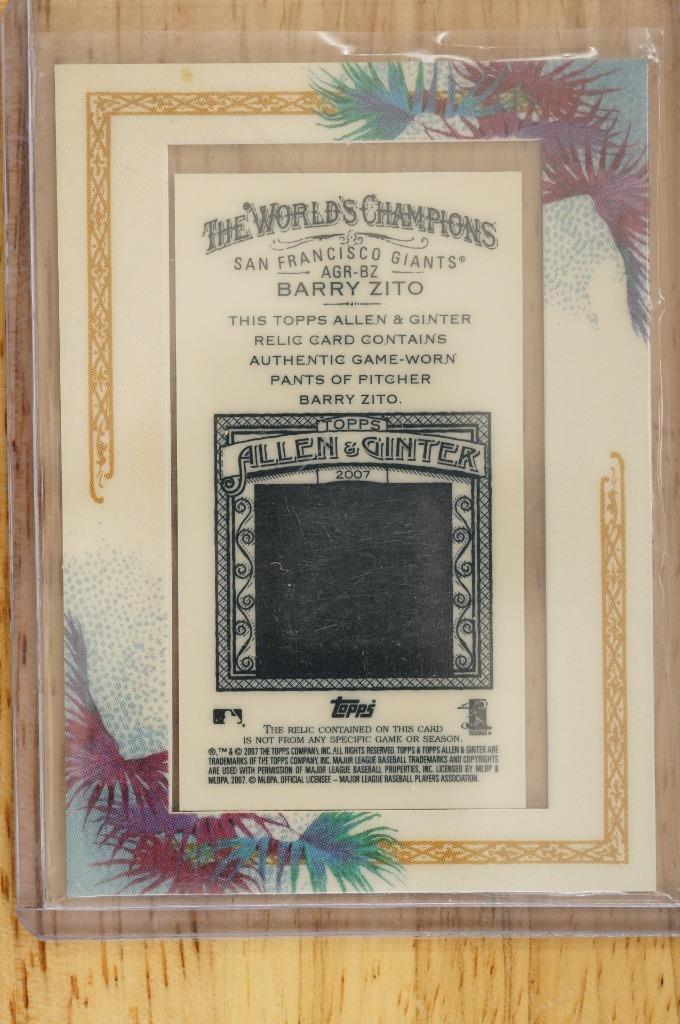 THE WORLD'S CHAMPIONS
SAN FRANCISCO GIANTS®
AGR-BZ
BARRY ZITO
THIS TOPPS ALLEN & GINTER
RELIC CARD CONTAINS
AUTHENTIC GAME-WORN
PANTS OF PITCHER
BARRY ZITO.
TOPPS
ALLEN & GINTER
2007
Topps
THE RELIC CONTAINED ON THIS CARD
IS NOT FROM ANY SPECIFIC GAME OR SEASON.
®,™ & © 2007 THE TOPPS COMPANY, INC. ALL RIGHTS RESERVED. TOPPS & TOPPS ALLEN & GINTER ARE
TRADEMARKS OF THE TOPPS COMPANY, INC. MAJOR LEAGUE BASEBALL TRADEMARKS AND COPYRIGHTS
ARE USED WITH PERMISSION OF MAJOR LEAGUE BASEBALL PROPERTIES, INC. LICENSED BY MLBP &
MLBPA, 2007. © MLBPA. OFFICIAL LICENSEE – MAJOR LEAGUE BASEBALL PLAYERS ASSOCIATION.